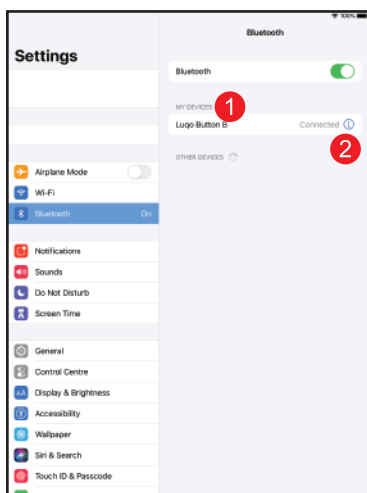 100%
Settings
Bluetooth
Bluetooth
MY DEVICES 1
Luqo Button B Connected
2
OTHER DEVICES
Airplane Mode
Wi-Fi
Bluetooth On
Notifications
Sounds
Do Not Disturb
Screen Time
General
Control Centre
AA Display & Brightness
Accessibility
Wallpaper
Siri & Search
Touch ID & Passcode